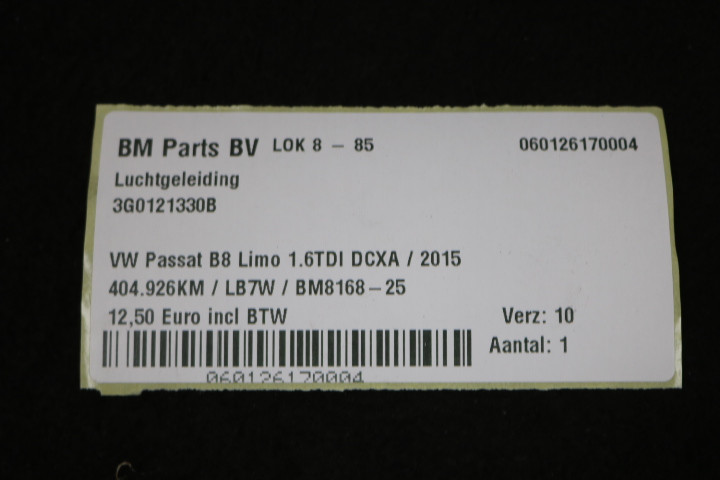 BM Parts BV LOK 8 - 85 060126170004
Luchtgeleiding
3G0121330B
VW Passat B8 Limo 1.6TDI DCXA / 2015
404.926KM / LB7W / BM8168-25
12,50 Euro incl BTW Verz: 10
Aantal: 1
060126170004